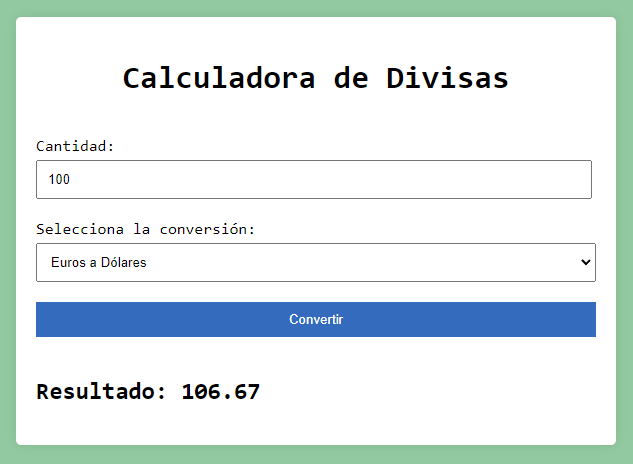 Calculadora de Divisas
Cantidad:
100
Selecciona la conversión:
Euros a Dólares
Convertir
Resultado: 106.67